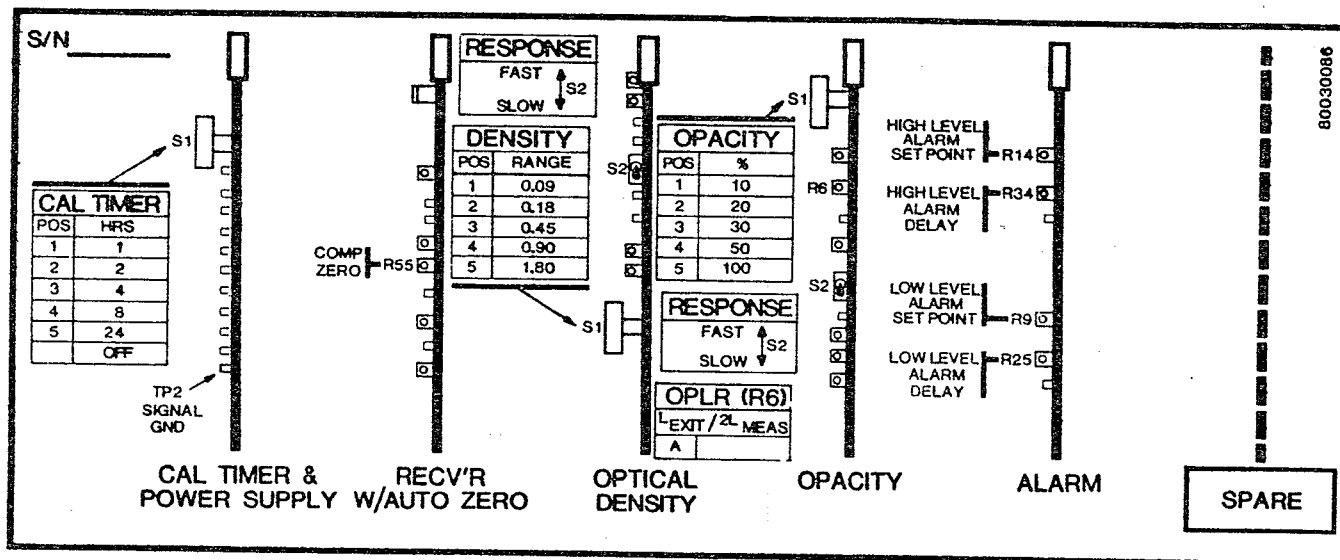 S/N
S1
CAL TIMER
POS HRS
1 1
2 2
3 4
4 8
5 24
OFF
TP2
SIGNAL
GND
CAL TIMER &
POWER SUPPLY
COMP
ZERO
R55
RECV'R
W/AUTO ZERO
RESPONSE
FAST
S2
SLOW
DENSITY
POS RANGE
1 0.09
2 0.18
3 0.45
4 0.90
5 1.80
S2
S1
OPTICAL
DENSITY
OPACITY
POS %
1 10
2 20
3 30
4 50
5 100
RESPONSE
FAST
S2
SLOW
OPLR (R6)
LEXIT/2L MEAS
A
S1
R6
S2
OPACITY
HIGH LEVEL
ALARM
SET POINT
R14
HIGH LEVEL
ALARM
DELAY
R34
LOW LEVEL
ALARM
SET POINT
R9
LOW LEVEL
ALARM
DELAY
R25
ALARM
SPARE
80030086